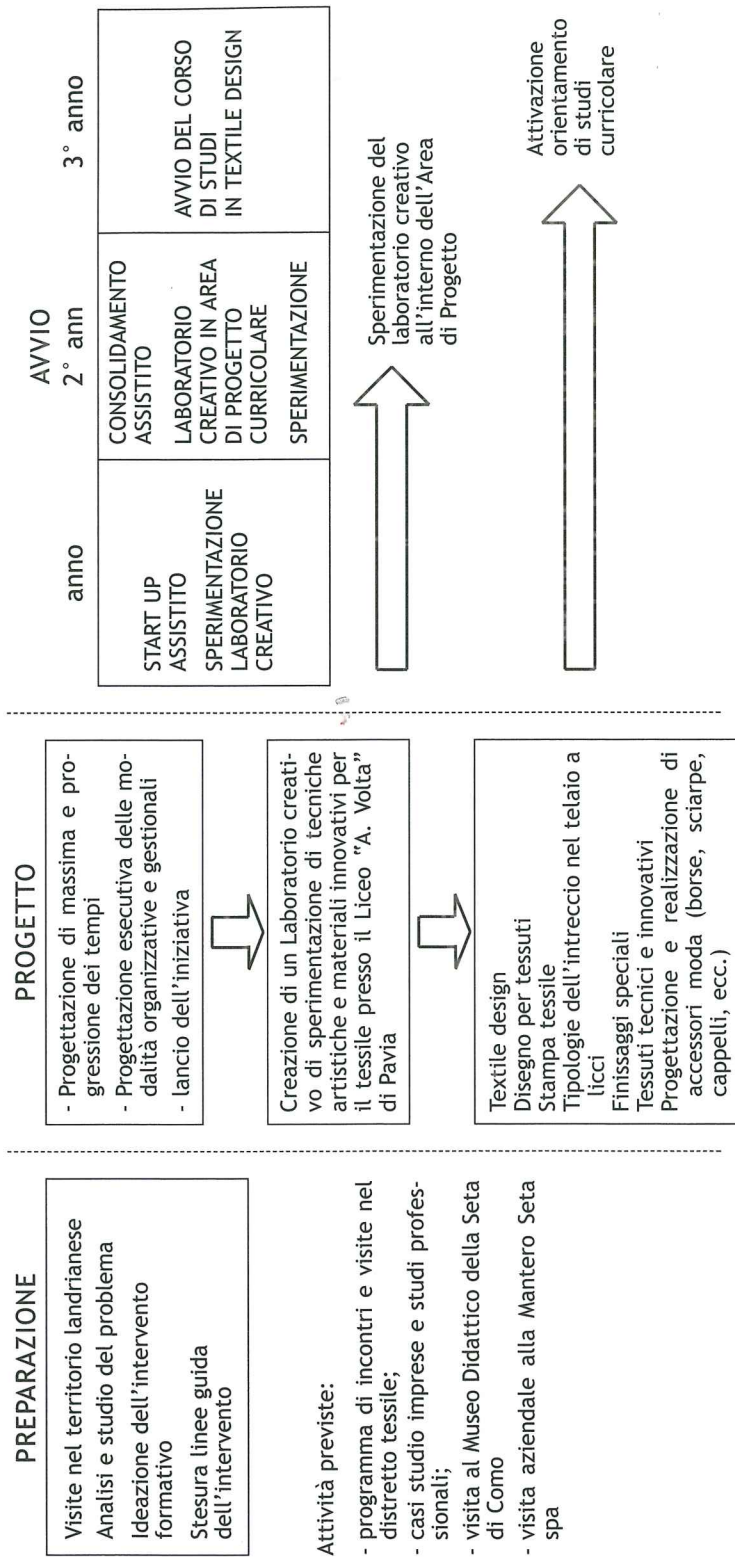 PREPARAZIONE
Visite nel territorio landrianese
Analisi e studio del problema
Ideazione dell'intervento
formativo
Stesura linee guida
dell'intervento
Attività previste:
- programma di incontri e visite nel
distretto tessile;
- casi studio imprese e studi profes-
sionali;
- visita al Museo Didattico della Seta
di Como
- visita aziendale alla Mantero Seta
spa
PROGETTO
- Progettazione di massima e pro-
gressione dei tempi
- Progettazione esecutiva delle mo-
dalità organizzative e gestionali
- lancio dell'iniziativa
Creazione di un Laboratorio creati-
vo di sperimentazione di tecniche
artistiche e materiali innovativi per
il tessile presso il Liceo "A. Volta"
di Pavia
Textile design
Disegno per tessuti
Stampa tessile
Tipologie dell'intreccio nel telaio a
licci
Finissaggi speciali
Tessuti tecnici e innovativi
Progettazione e realizzazione di
accessori moda (borse, sciarpe,
cappelli, ecc.)
AVVIO
anno
2° ann
3° anno
START UP
ASSISTITO
SPERIMENTAZIONE
LABORATORIO
CREATIVO
CONSOLIDAMENTO
ASSISTITO
LABORATORIO
CREATIVO IN AREA
DI PROGETTO
CURRICOLARE
SPERIMENTAZIONE
AVVIO DEL CORSO
DI STUDI
IN TEXTILE DESIGN
Sperimentazione del
laboratorio creativo
all'interno dell'Area
di Progetto
Attivazione
orientamento
di studi
curricolare